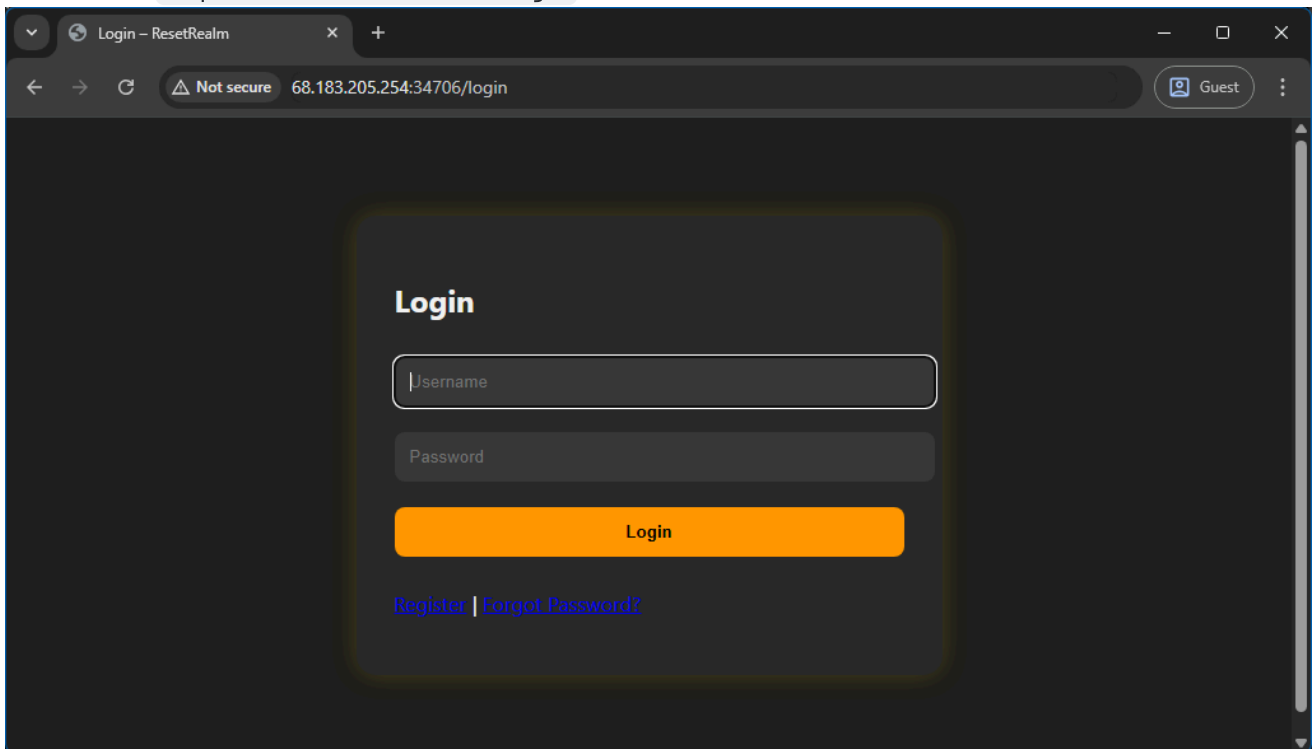 Login – ResetRealm
Not secure 68.183.205.254:34706/login Guest
Login
Username
Password
Login
Register | Forgot Password?